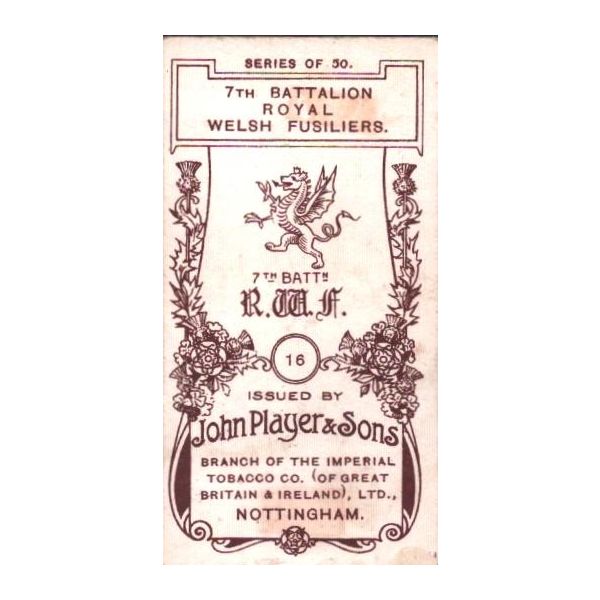 SERIES OF 50.
7TH BATTALION
ROYAL
WELSH FUSILIERS.
7TH BATTN
R.W.F.
16
ISSUED BY
John Player & Sons
BRANCH OF THE IMPERIAL
TOBACCO CO. (OF GREAT
BRITAIN & IRELAND), LTD.,
NOTTINGHAM.